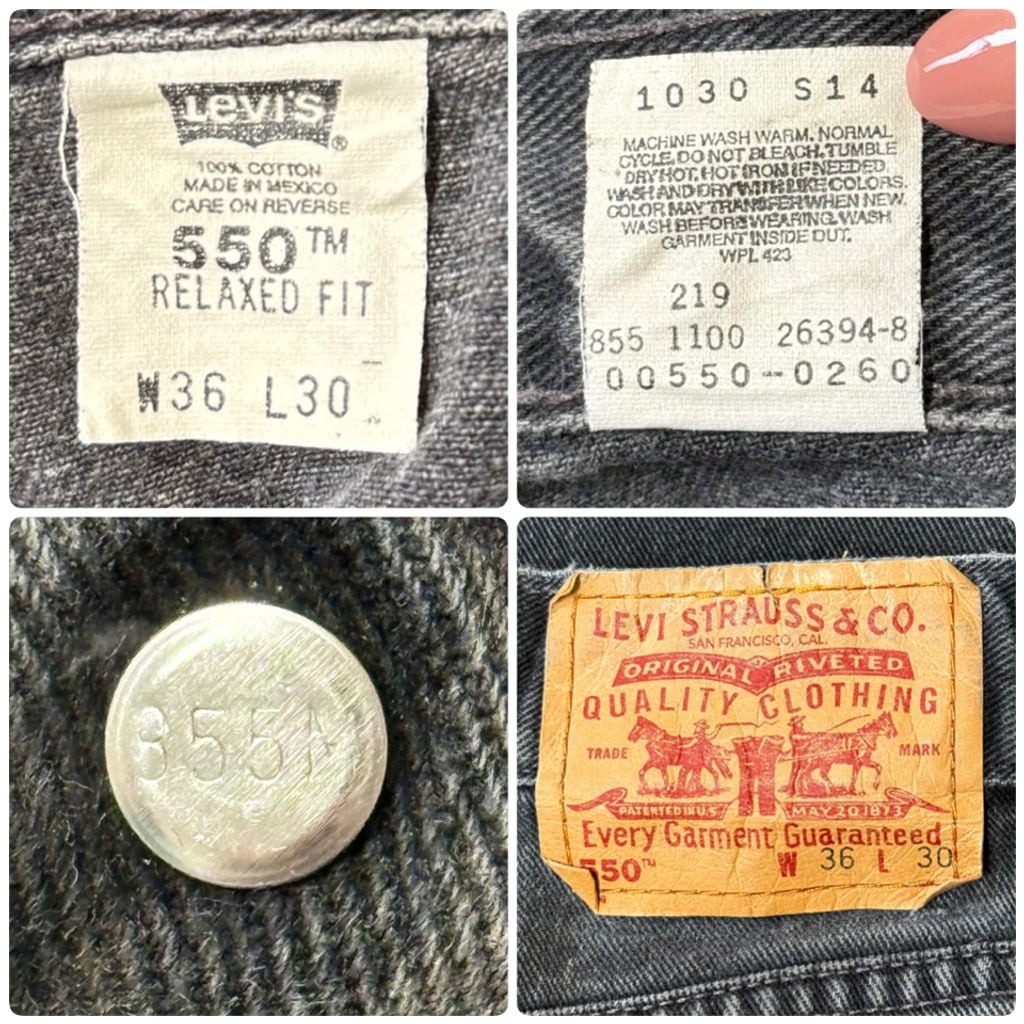 Levi's®
100% COTTON
MADE IN MEXICO
CARE ON REVERSE
550™
RELAXED FIT
W36 L30
1030 S14
MACHINE WASH WARM. NORMAL
CYCLE. DO NOT BLEACH. TUMBLE
DRY HOT. HOT IRON IF NEEDED.
WASH AND DRY WITH LIKE COLORS.
COLOR MAY TRANSFER WHEN NEW.
WASH BEFORE WEARING. WASH
GARMENT INSIDE OUT.
WPL 423
219
855 1100 26394-8
00550-0260
855
LEVI STRAUSS & CO.
SAN FRANCISCO, CAL.
ORIGINAL RIVETED
QUALITY CLOTHING
TRADE MARK
PATENTED IN U.S. MAY 20 1873
Every Garment Guaranteed
550™ W 36 L 30